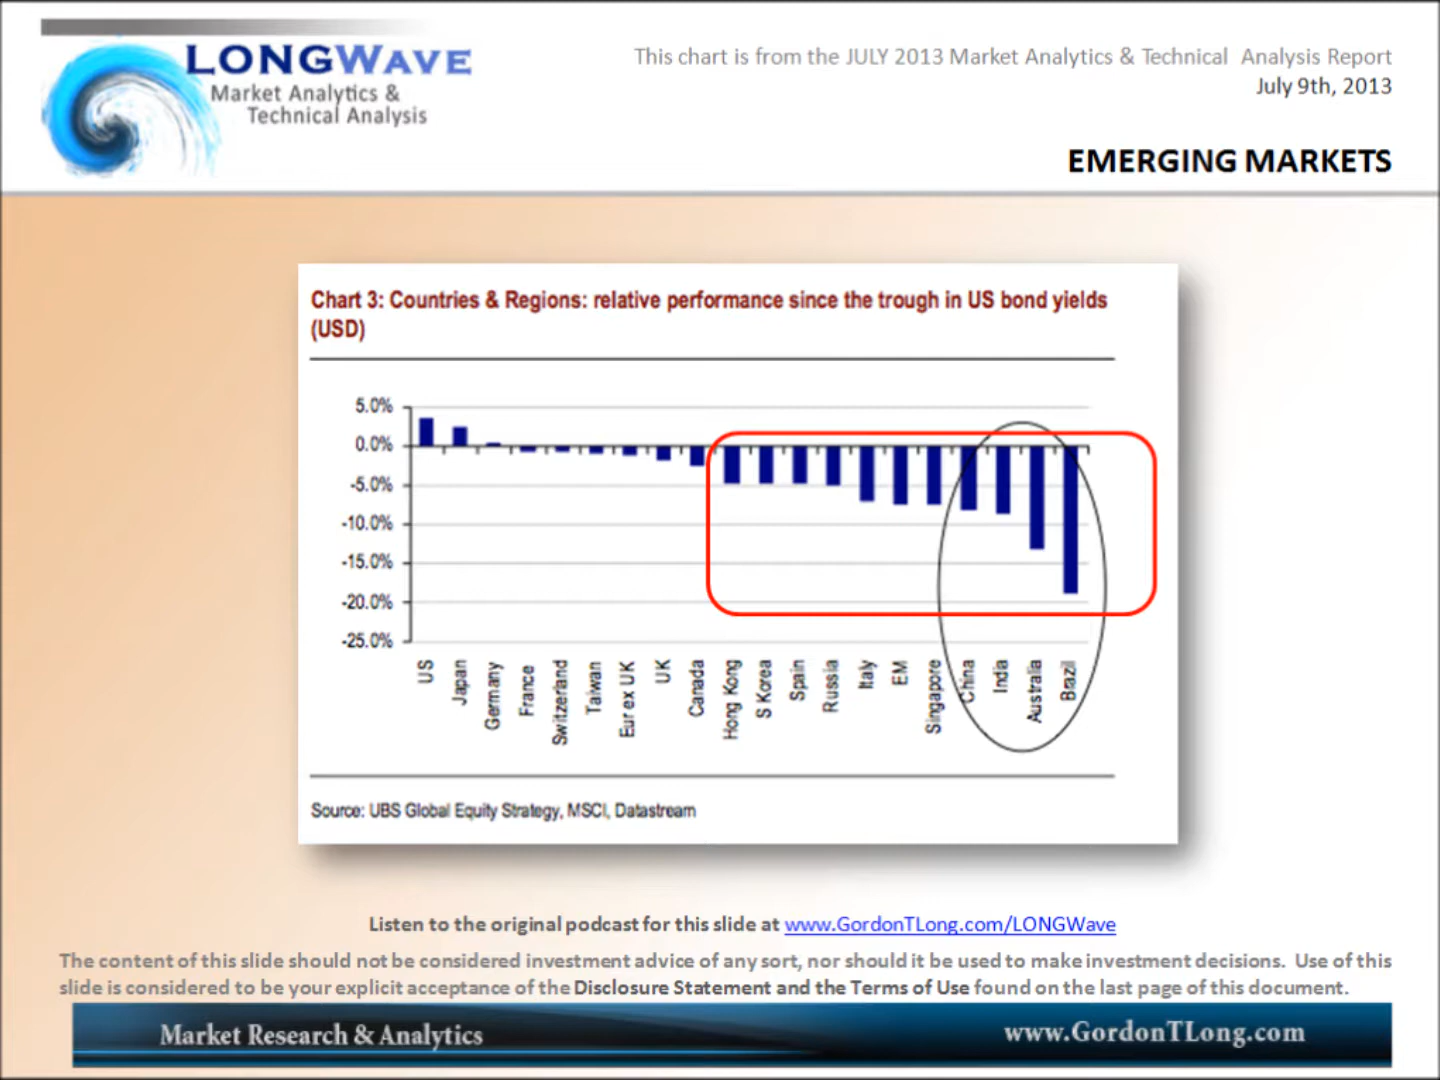 LONGWAVE
Market Analytics &
Technical Analysis
This chart is from the JULY 2013 Market Analytics & Technical Analysis Report
July 9th, 2013
EMERGING MARKETS
Chart 3: Countries & Regions: relative performance since the trough in US bond yields
(USD)
5.0%
0.0%
-5.0%
-10.0%
-15.0%
-20.0%
-25.0%
US
Japan
Germany
France
Switzerland
Taiwan
Eur ex UK
UK
Canada
Hong Kong
S Korea
Spain
Russia
Italy
EM
Singapore
China
India
Australia
Brazil
Source: UBS Global Equity Strategy, MSCI, Datastream
Listen to the original podcast for this slide at www.GordonTLong.com/LONGWave
The content of this slide should not be considered investment advice of any sort, nor should it be used to make investment decisions. Use of this
slide is considered to be your explicit acceptance of the Disclosure Statement and the Terms of Use found on the last page of this document.
Market Research & Analytics
www.GordonTLong.com